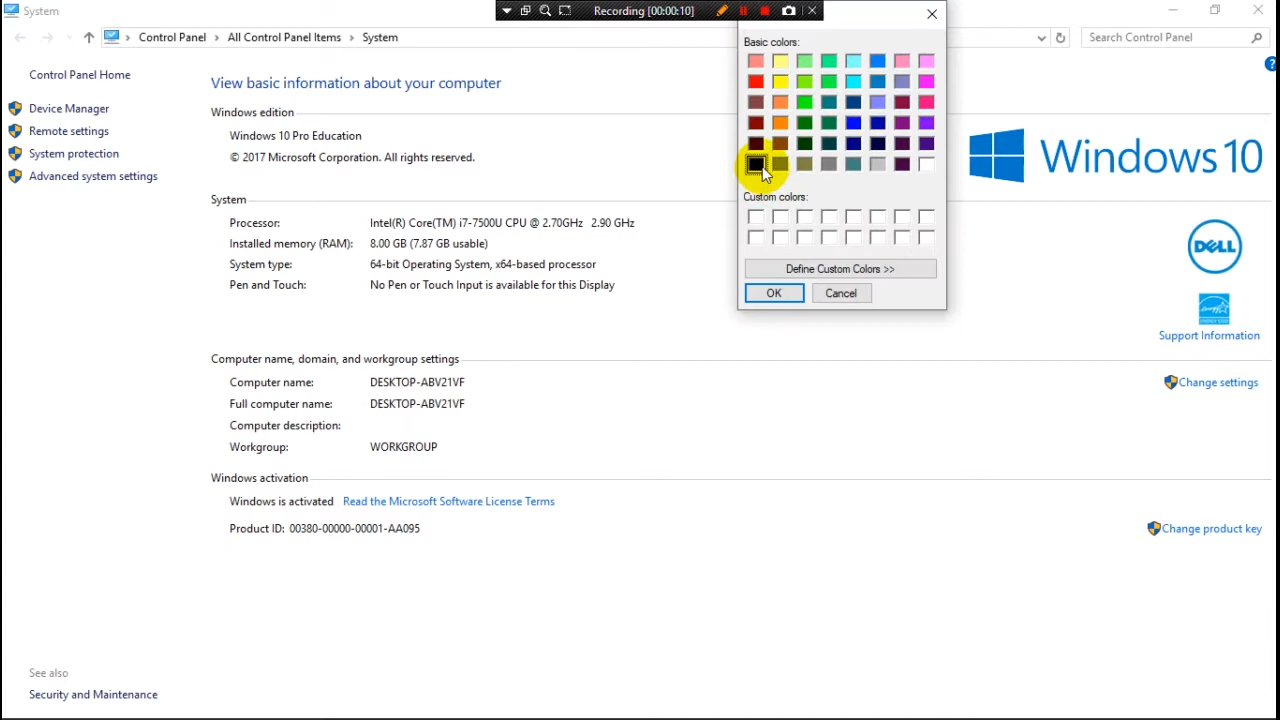 System
Recording [00:00:10]
Control Panel > All Control Panel Items > System
Search Control Panel
Control Panel Home
Device Manager
Remote settings
System protection
Advanced system settings
See also
Security and Maintenance
View basic information about your computer
Windows edition
Windows 10 Pro Education
© 2017 Microsoft Corporation. All rights reserved.
Windows 10
System
Processor: Intel(R) Core(TM) i7-7500U CPU @ 2.70GHz 2.90 GHz
Installed memory (RAM): 8.00 GB (7.87 GB usable)
System type: 64-bit Operating System, x64-based processor
Pen and Touch: No Pen or Touch Input is available for this Display
DELL
Support Information
Computer name, domain, and workgroup settings
Computer name: DESKTOP-ABV21VF
Change settings
Full computer name: DESKTOP-ABV21VF
Computer description:
Workgroup: WORKGROUP
Windows activation
Windows is activated Read the Microsoft Software License Terms
Product ID: 00380-00000-00001-AA095
Change product key
Basic colors:
Custom colors:
Define Custom Colors >>
OK Cancel